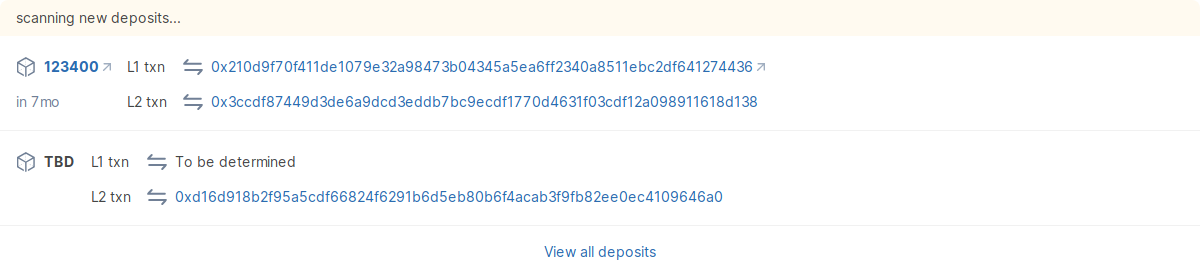 scanning new deposits...
123400 L1 txn 0x210d9f70f411de1079e32a98473b04345a5ea6ff2340a8511ebc2df641274436
in 7mo L2 txn 0x3ccdf87449d3de6a9dcd3eddb7bc9ecdf1770d4631f03cdf12a098911618d138
TBD L1 txn To be determined
L2 txn 0xd16d918b2f95a5cdf66824f6291b6d5eb80b6f4acab3f9fb82ee0ec4109646a0
View all deposits